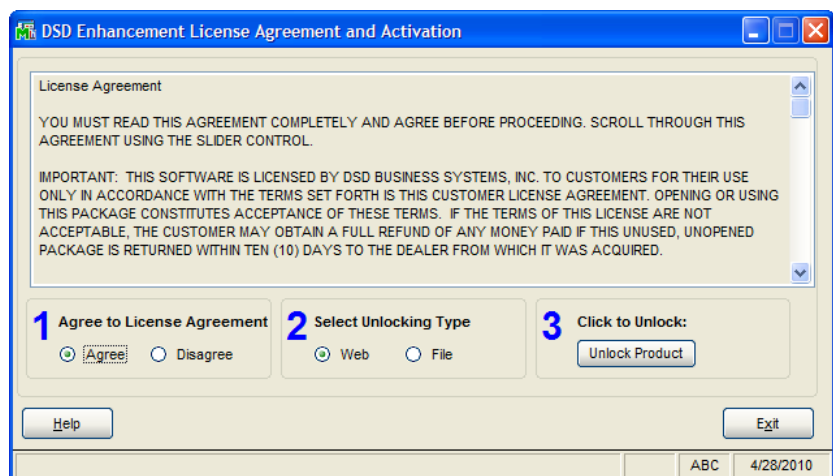 DSD Enhancement License Agreement and Activation
License Agreement
YOU MUST READ THIS AGREEMENT COMPLETELY AND AGREE BEFORE PROCEEDING. SCROLL THROUGH THIS
AGREEMENT USING THE SLIDER CONTROL.
IMPORTANT:  THIS SOFTWARE IS LICENSED BY DSD BUSINESS SYSTEMS, INC. TO CUSTOMERS FOR THEIR USE
ONLY IN ACCORDANCE WITH THE TERMS SET FORTH IS THIS CUSTOMER LICENSE AGREEMENT. OPENING OR USING
THIS PACKAGE CONSTITUTES ACCEPTANCE OF THESE TERMS.  IF THE TERMS OF THIS LICENSE ARE NOT
ACCEPTABLE, THE CUSTOMER MAY OBTAIN A FULL REFUND OF ANY MONEY PAID IF THIS UNUSED, UNOPENED
PACKAGE IS RETURNED WITHIN TEN (10) DAYS TO THE DEALER FROM WHICH IT WAS ACQUIRED.
1 Agree to License Agreement
Agree Disagree
2 Select Unlocking Type
Web File
3 Click to Unlock:
Unlock Product
Help
Exit
ABC 4/28/2010